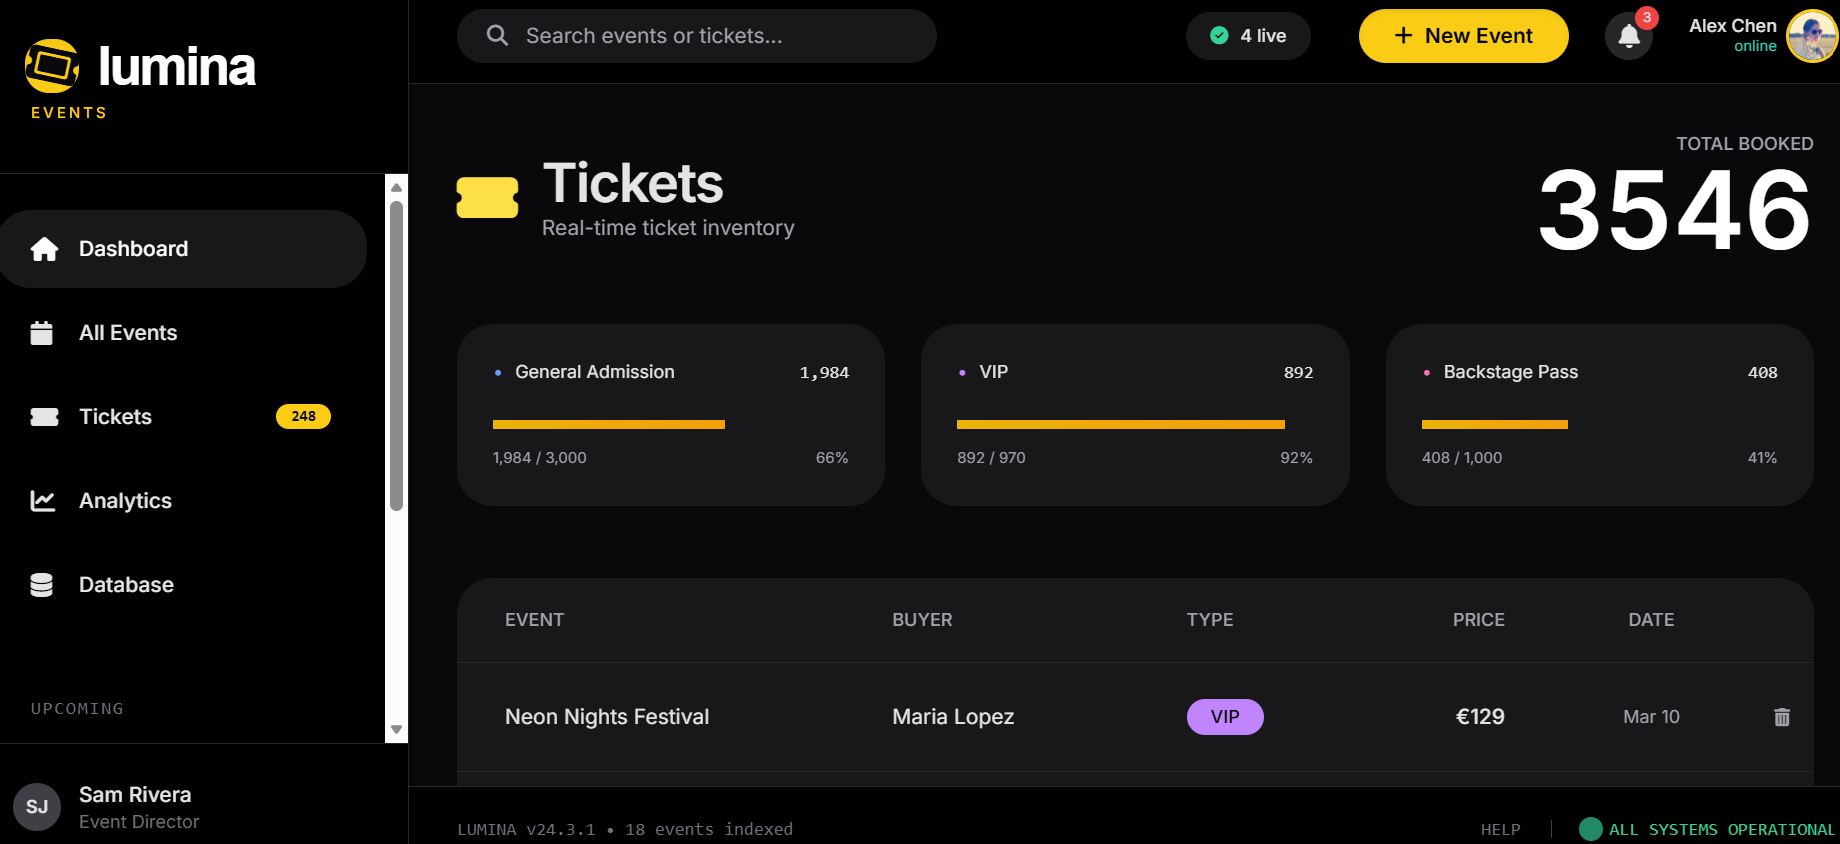 lumina
EVENTS
Dashboard
All Events
Tickets 248
Analytics
Database
UPCOMING
SJ
Sam Rivera
Event Director
Search events or tickets...
4 live
+ New Event
3
Alex Chen
online
Tickets
Real-time ticket inventory
TOTAL BOOKED
3546
General Admission 1,984
1,984 / 3,000 66%
VIP 892
892 / 970 92%
Backstage Pass 408
408 / 1,000 41%
EVENT BUYER TYPE PRICE DATE
Neon Nights Festival Maria Lopez VIP €129 Mar 10
LUMINA v24.3.1 • 18 events indexed
HELP
ALL SYSTEMS OPERATIONAL